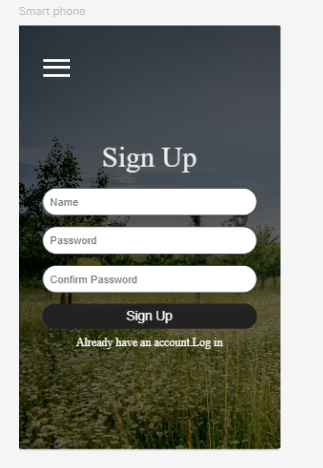 Smart phone
Sign Up
Name
Password
Confirm Password
Sign Up
Already have an account.Log in